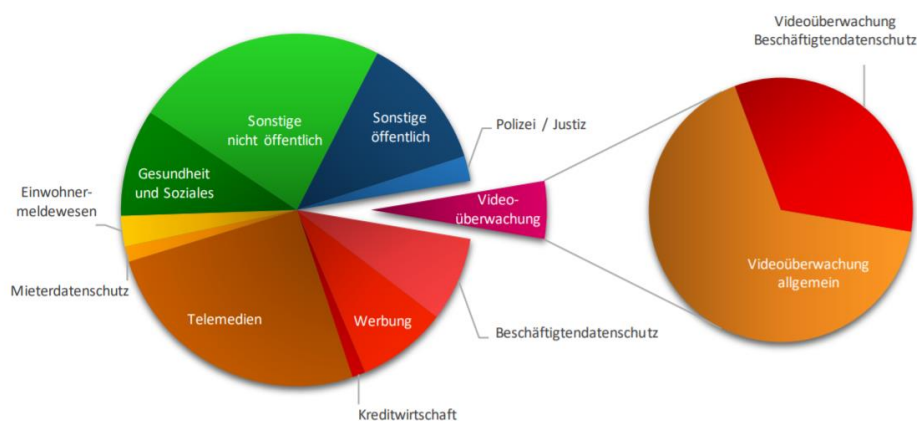 Videoüberwachung
Beschäftigtendatenschutz
Sonstige
nicht öffentlich
Sonstige
öffentlich
Polizei / Justiz
Gesundheit
und Soziales
Einwohner-
meldewesen
Video-
überwachung
Videoüberwachung
allgemein
Mieterdatenschutz
Telemedien
Werbung
Beschäftigtendatenschutz
Kreditwirtschaft